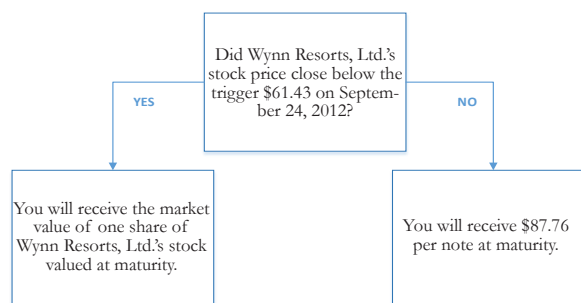 Did Wynn Resorts, Ltd.'s
stock price close below the
trigger $61.43 on Septem-
ber 24, 2012?
YES
NO
You will receive the market
value of one share of
Wynn Resorts, Ltd.'s stock
valued at maturity.
You will receive $87.76
per note at maturity.